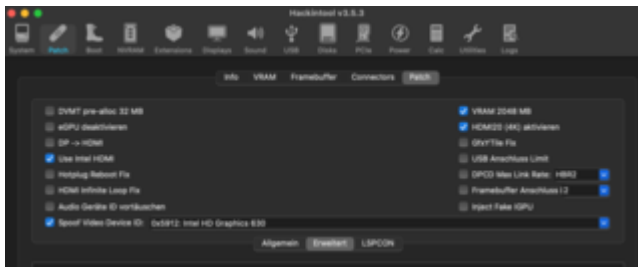 Hackintool v3.5.3
System Patch Boot NVRAM Extensions Displays Sound USB Disks PCIe Power Calc Utilities Logs
Info VRAM Framebuffer Connectors Patch
DVMT pre-alloc 32 MB
VRAM 2048 MB
eGPU deaktivieren
HDMI20 (4K) aktivieren
DP -> HDMI
GfxYTile Fix
Use Intel HDMI
USB Anschluss Limit
Hotplug Reboot Fix
DPCD Max Link Rate: HBR2
HDMI Infinite Loop Fix
Framebuffer Anschluss
Audio Geräte ID vortäuschen
Inject Fake IGPU
Spoof Video Device ID: 0x5912: Intel HD Graphics 630
Allgemein Erweitert LSPCON